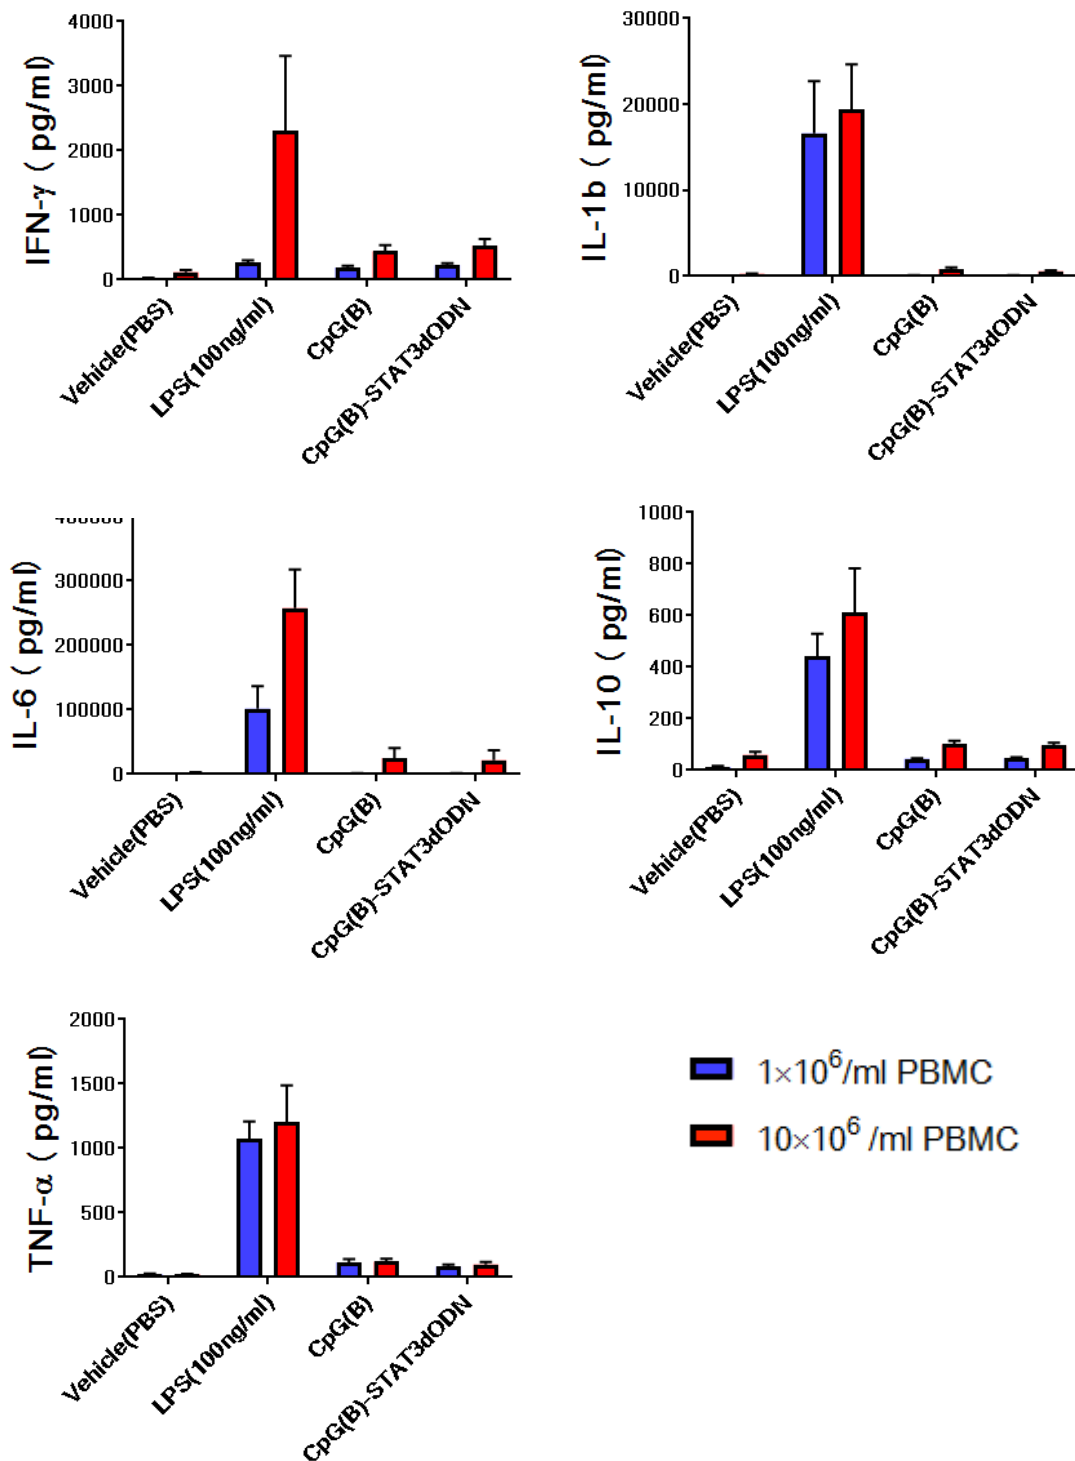 IFN-γ ( pg/ml)
4000
3000
2000
1000
0
Vehicle(PBS)
LPS(100ng/ml)
CpG(B)
CpG(B)-STAT3dODN
IL-1b ( pg/ml)
30000
20000
10000
0
Vehicle(PBS)
LPS(100ng/ml)
CpG(B)
CpG(B)-STAT3dODN
IL-6 ( pg/ml)
400000
300000
200000
100000
0
Vehicle(PBS)
LPS(100ng/ml)
CpG(B)
CpG(B)-STAT3dODN
IL-10 ( pg/ml)
1000
800
600
400
200
0
Vehicle(PBS)
LPS(100ng/ml)
CpG(B)
CpG(B)-STAT3dODN
TNF-α ( pg/ml)
2000
1500
1000
500
0
Vehicle(PBS)
LPS(100ng/ml)
CpG(B)
CpG(B)-STAT3dODN
1×10⁶/ml PBMC
10×10⁶ /ml PBMC